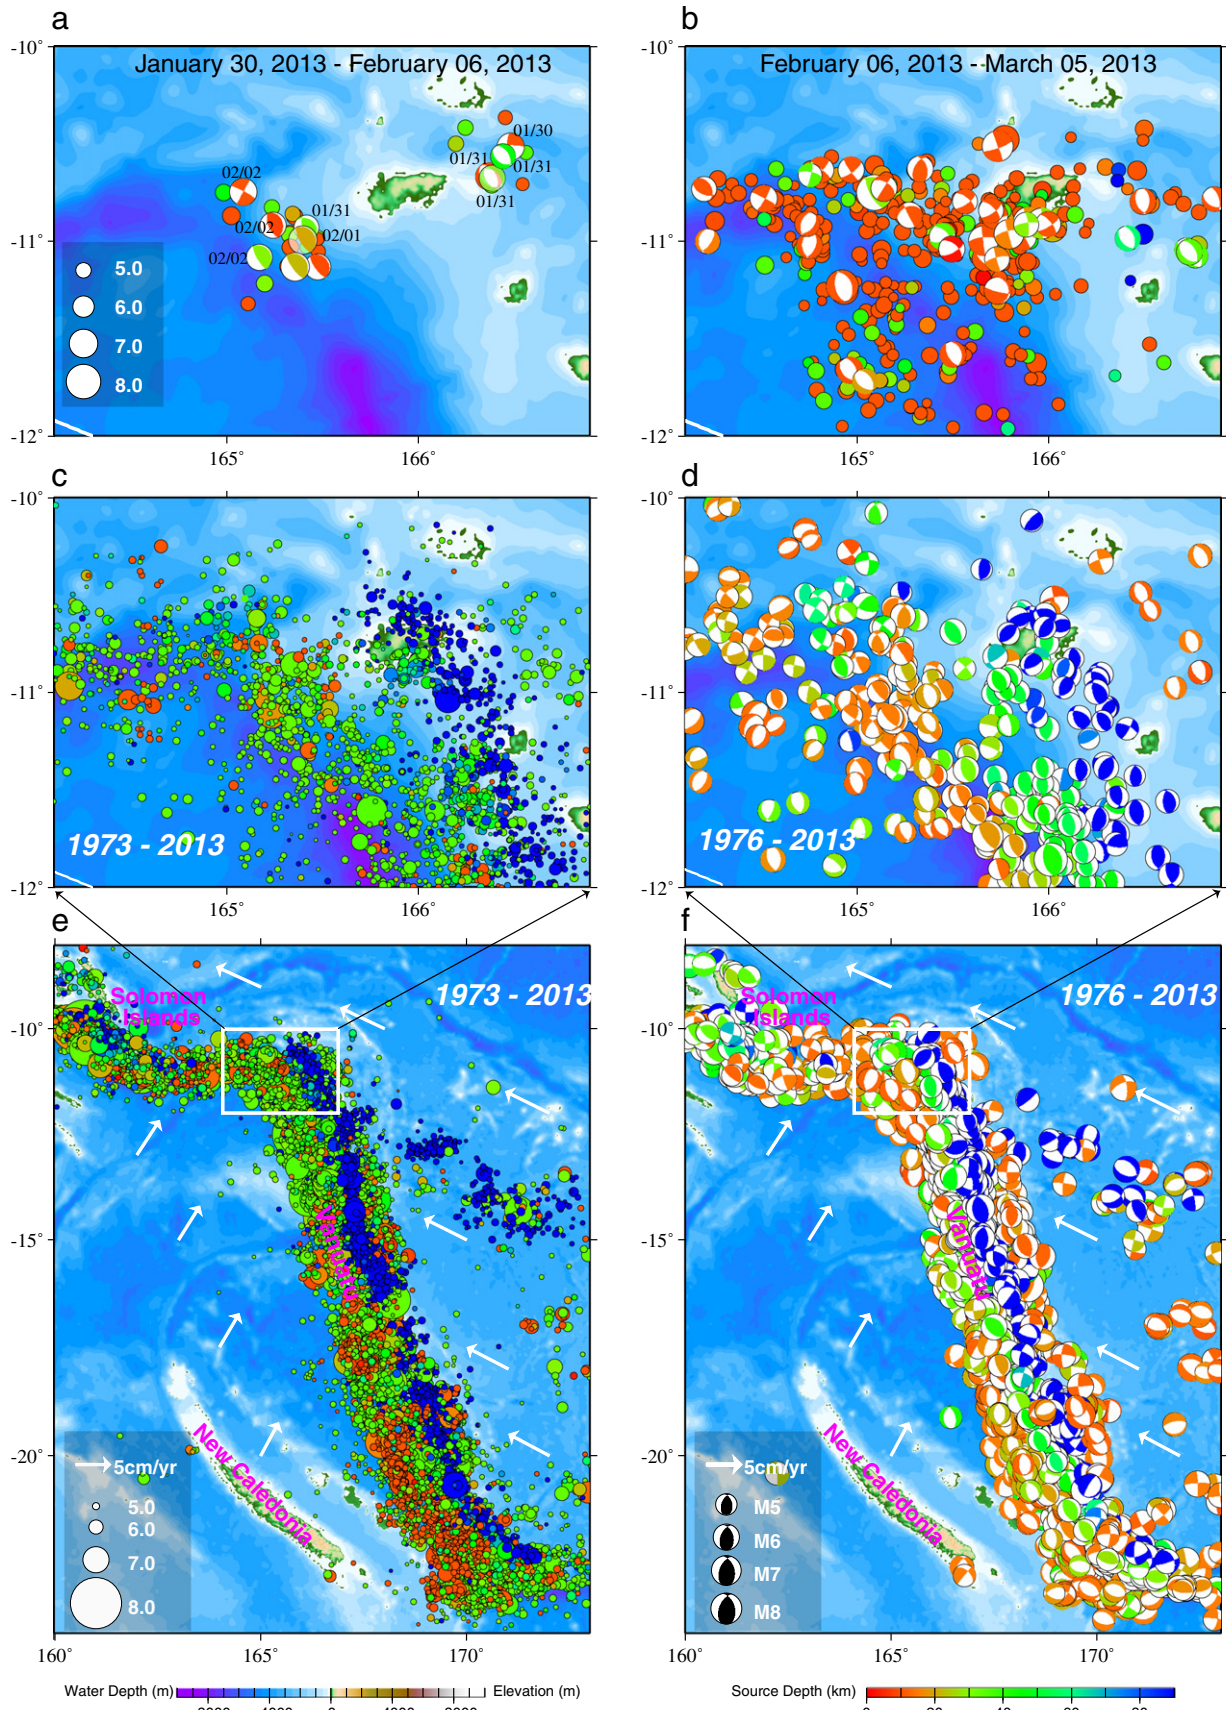 a
January 30, 2013 - February 06, 2013
-10°
-11°
-12°
165°
166°
01/30
01/31
01/31
01/31
02/02
01/31
02/02
02/01
02/02
5.0
6.0
7.0
8.0
b
February 06, 2013 - March 05, 2013
-10°
-11°
-12°
165°
166°
c
-10°
-11°
-12°
165°
166°
1973 - 2013
d
-10°
-11°
-12°
165°
166°
1976 - 2013
e
1973 - 2013
Solomon
Islands
Vanuatu
New Caledonia
-10°
-15°
-20°
160°
165°
170°
5cm/yr
5.0
6.0
7.0
8.0
f
1976 - 2013
Solomon
Islands
Vanuatu
New Caledonia
-10°
-15°
-20°
160°
165°
170°
5cm/yr
M5
M6
M7
M8
Water Depth (m)
Elevation (m)
Source Depth (km)